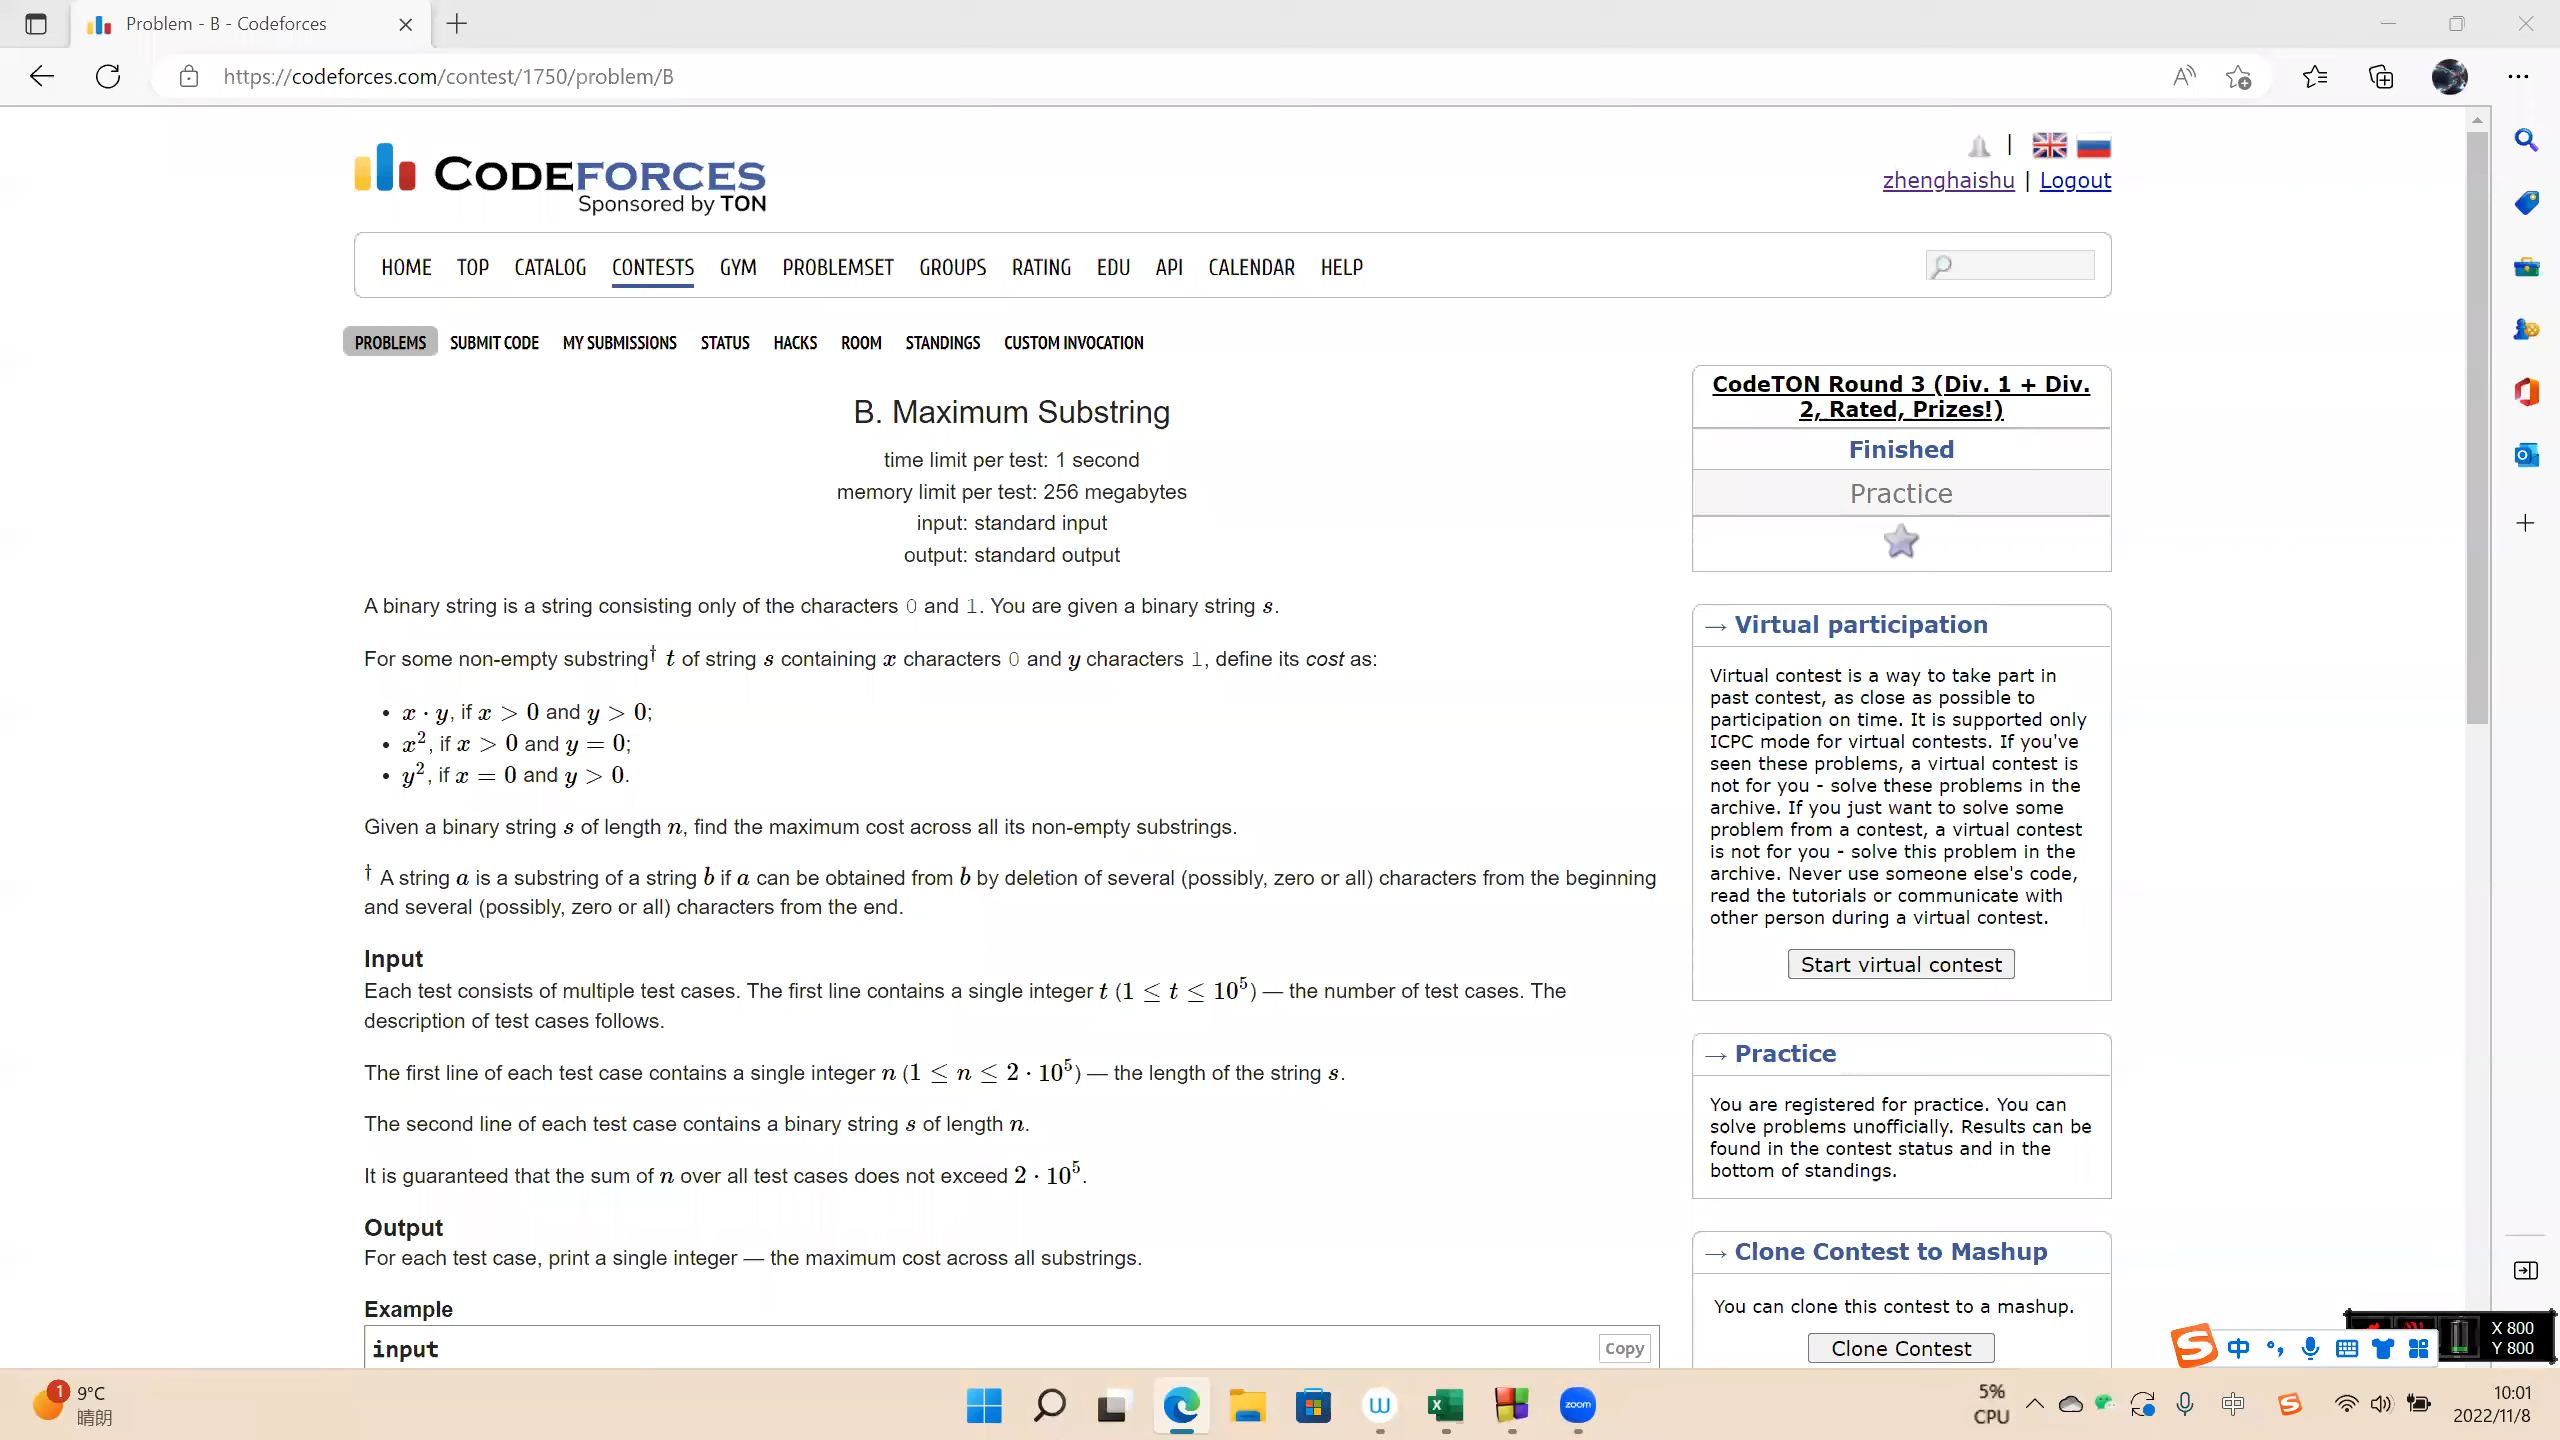 Problem - B - Codeforces
https://codeforces.com/contest/1750/problem/B
CODEFORCES
Sponsored by TON
|
zhenghaishu | Logout
HOME TOP CATALOG CONTESTS GYM PROBLEMSET GROUPS RATING EDU API CALENDAR HELP
PROBLEMS SUBMIT CODE MY SUBMISSIONS STATUS HACKS ROOM STANDINGS CUSTOM INVOCATION
B. Maximum Substring
time limit per test: 1 second
memory limit per test: 256 megabytes
input: standard input
output: standard output
A binary string is a string consisting only of the characters 0 and 1. You are given a binary string s.
For some non-empty substring† t of string s containing x characters 0 and y characters 1, define its cost as:
• x · y, if x > 0 and y > 0;
• x², if x > 0 and y = 0;
• y², if x = 0 and y > 0.
Given a binary string s of length n, find the maximum cost across all its non-empty substrings.
† A string a is a substring of a string b if a can be obtained from b by deletion of several (possibly, zero or all) characters from the beginning
and several (possibly, zero or all) characters from the end.
Input
Each test consists of multiple test cases. The first line contains a single integer t (1 ≤ t ≤ 10⁵) — the number of test cases. The
description of test cases follows.
The first line of each test case contains a single integer n (1 ≤ n ≤ 2 · 10⁵) — the length of the string s.
The second line of each test case contains a binary string s of length n.
It is guaranteed that the sum of n over all test cases does not exceed 2 · 10⁵.
Output
For each test case, print a single integer — the maximum cost across all substrings.
Example
input
Copy
CodeTON Round 3 (Div. 1 + Div.
2, Rated, Prizes!)
Finished
Practice
→ Virtual participation
Virtual contest is a way to take part in
past contest, as close as possible to
participation on time. It is supported only
ICPC mode for virtual contests. If you've
seen these problems, a virtual contest is
not for you - solve these problems in the
archive. If you just want to solve some
problem from a contest, a virtual contest
is not for you - solve this problem in the
archive. Never use someone else's code,
read the tutorials or communicate with
other person during a virtual contest.
Start virtual contest
→ Practice
You are registered for practice. You can
solve problems unofficially. Results can be
found in the contest status and in the
bottom of standings.
→ Clone Contest to Mashup
You can clone this contest to a mashup.
Clone Contest
中
X 800
Y 800
1
9°C
晴朗
zoom
5%
CPU
中
10:01
2022/11/8